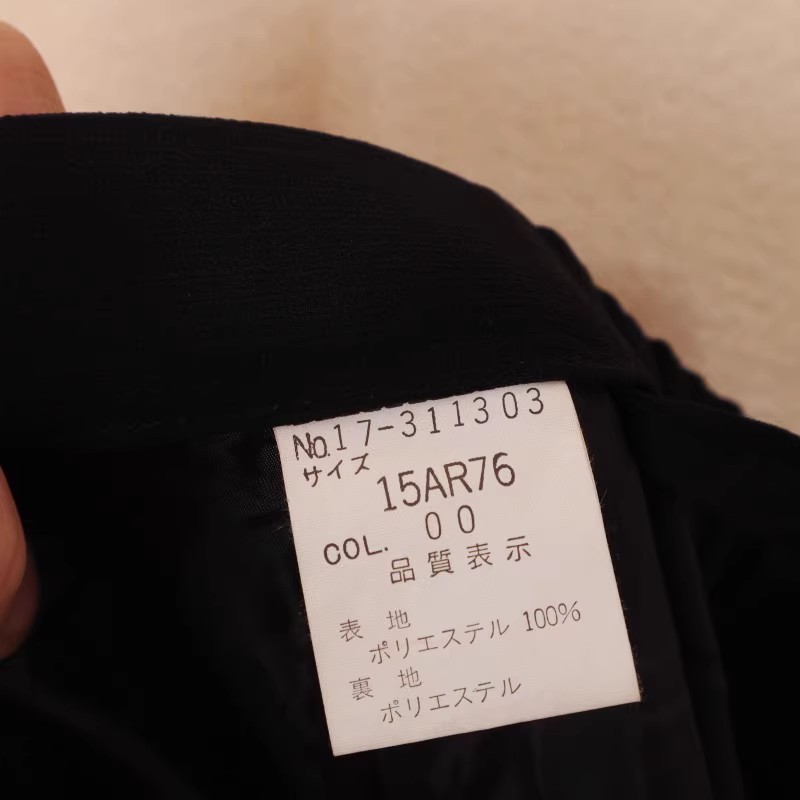 No.17-311303
サイズ
15AR76
COL. 00
品質表示
表地
ポリエステル 100%
裏地
ポリエステル